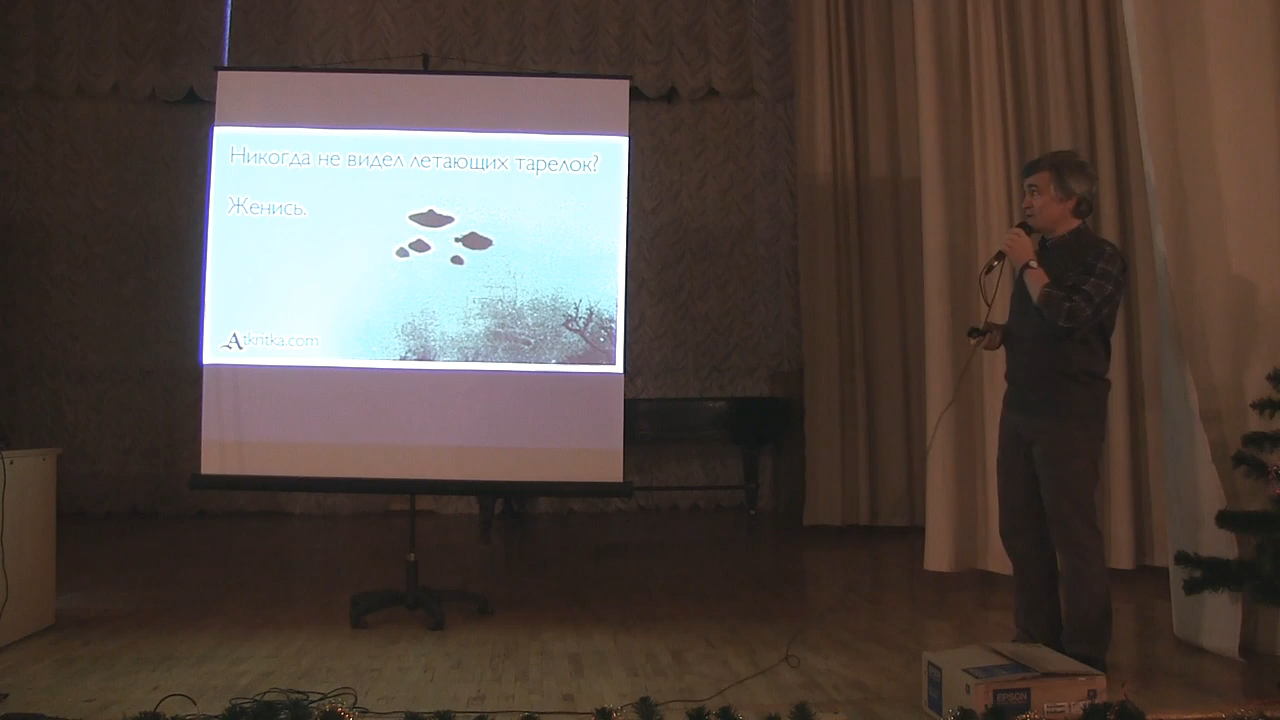 Никогда не видел летающих тарелок?
Женись.
Atkritka.com
EPSON